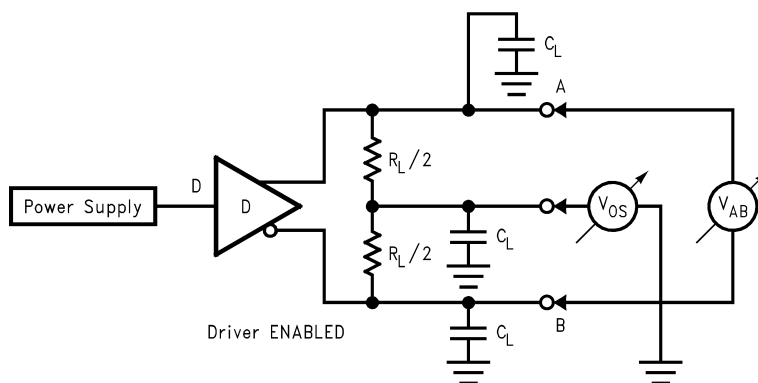 C_L
A
R_L/2
D
Power Supply
D
V_OS
V_AB
C_L
R_L/2
Driver ENABLED
C_L
B